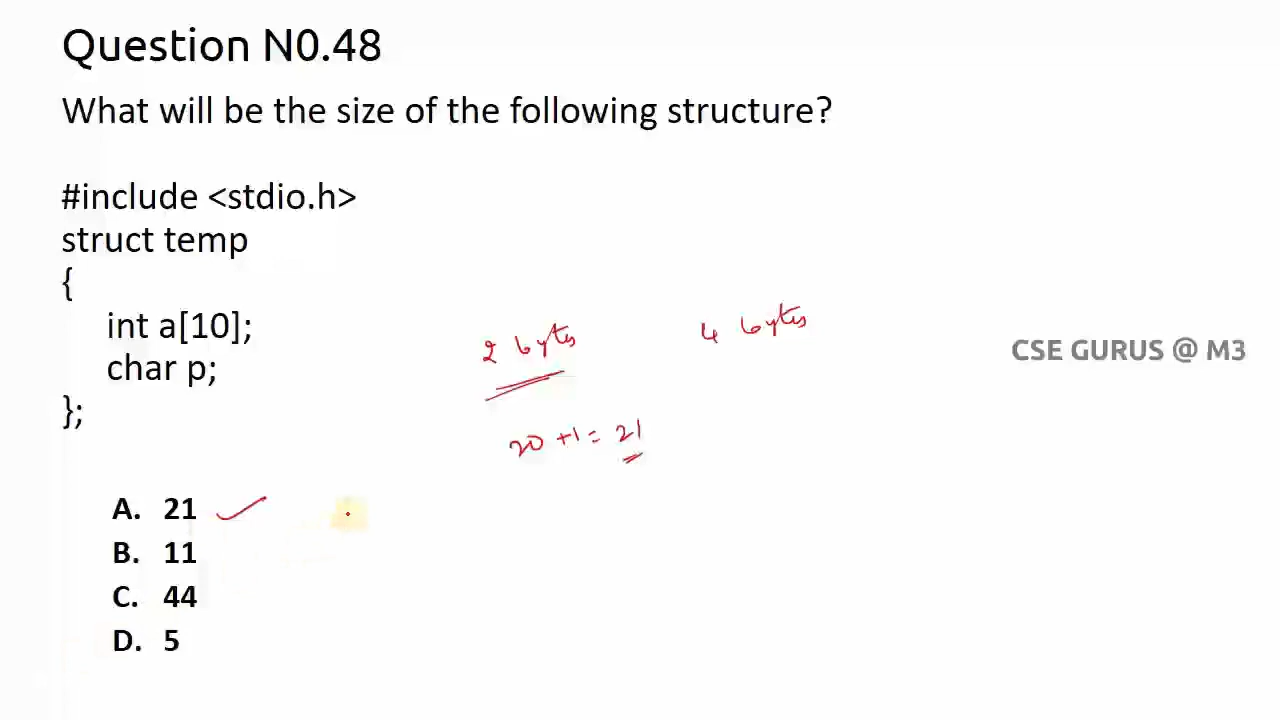 Question N0.48
What will be the size of the following structure?
#include <stdio.h>
struct temp
{
int a[10];
char p;
};
2 bytes
4 bytes
20 +1 = 21
CSE GURUS @ M3
A. 21
B. 11
C. 44
D. 5